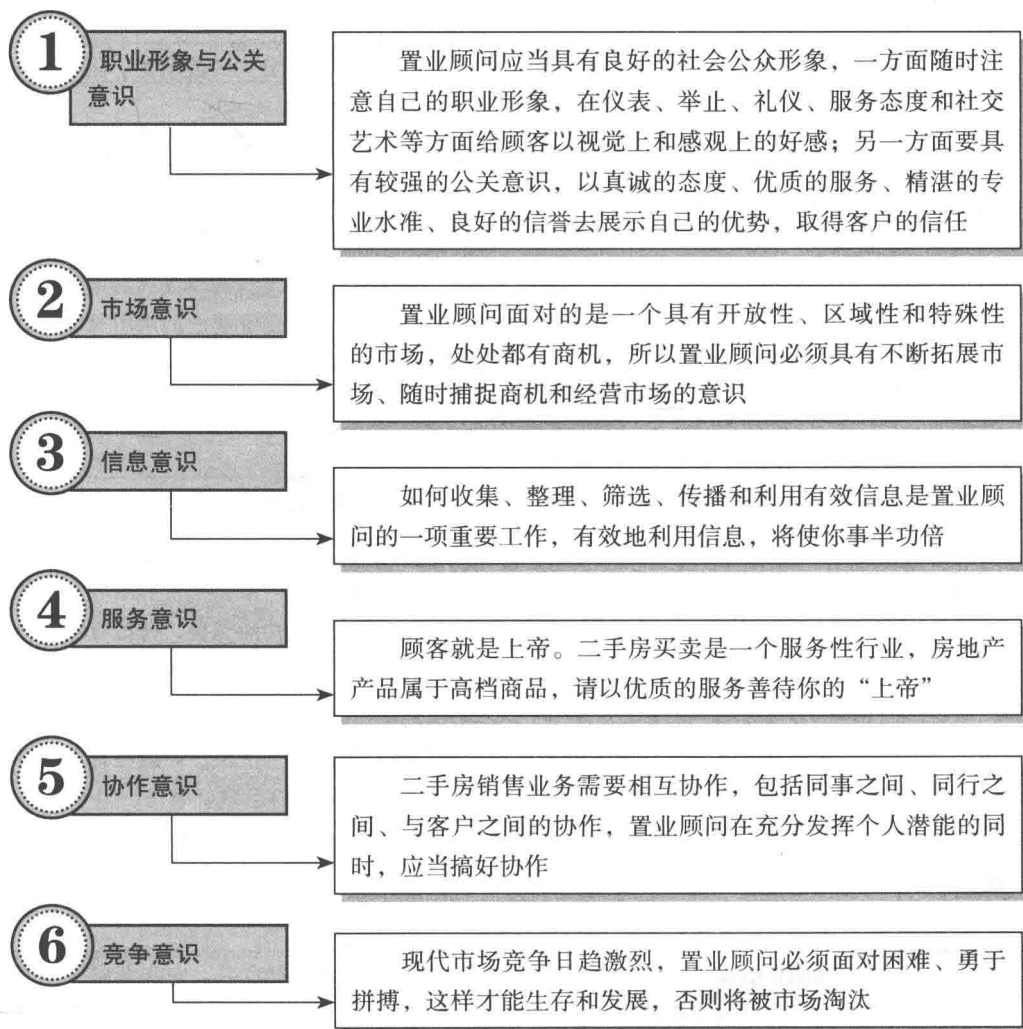 1
职业形象与公关
意识
置业顾问应当具有良好的社会公众形象，一方面随时注
意自己的职业形象，在仪表、举止、礼仪、服务态度和社交
艺术等方面给顾客以视觉上和感观上的好感；另一方面要具
有较强的公关意识，以真诚的态度、优质的服务、精湛的专
业水准、良好的信誉去展示自己的优势，取得客户的信任
2
市场意识
置业顾问面对的是一个具有开放性、区域性和特殊性
的市场，处处都有商机，所以置业顾问必须具有不断拓展市
场、随时捕捉商机和经营市场的意识
3
信息意识
如何收集、整理、筛选、传播和利用有效信息是置业顾
问的一项重要工作，有效地利用信息，将使你事半功倍
4
服务意识
顾客就是上帝。二手房买卖是一个服务性行业，房地产
产品属于高档商品，请以优质的服务善待你的“上帝”
5
协作意识
二手房销售业务需要相互协作，包括同事之间、同行之
间、与客户之间的协作，置业顾问在充分发挥个人潜能的同
时，应当搞好协作
6
竞争意识
现代市场竞争日趋激烈，置业顾问必须面对困难、勇于
拼搏，这样才能生存和发展，否则将被市场淘汰